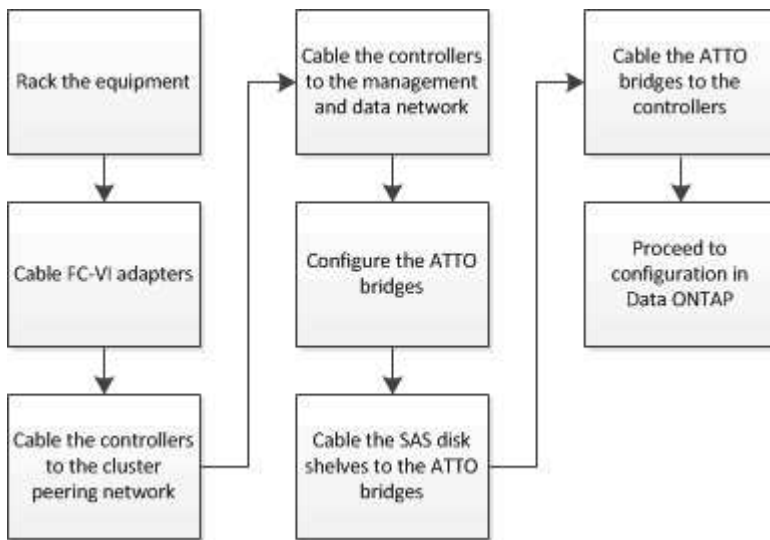 Rack the equipment
Cable FC-VI adapters
Cable the controllers
to the cluster
peering network
Cable the controllers
to the management
and data network
Configure the ATTO
bridges
Cable the SAS disk
shelves to the ATTO
bridges
Cable the ATTO
bridges to the
controllers
Proceed to
configuration in
Data ONTAP